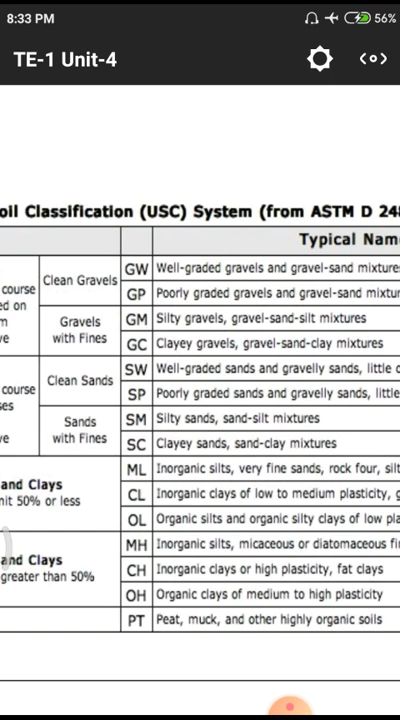 8:33 PM
56%
TE-1 Unit-4
oil Classification (USC) System (from ASTM D 248
Typical Nam
course
ed on
m
ve
Clean Gravels
GW Well-graded gravels and gravel-sand mixtures
GP Poorly graded gravels and gravel-sand mixtur
Gravels
with Fines
GM Silty gravels, gravel-sand-silt mixtures
GC Clayey gravels, gravel-sand-clay mixtures
course
ses
ve
Clean Sands
SW Well-graded sands and gravelly sands, little o
SP Poorly graded sands and gravelly sands, little
Sands
with Fines
SM Silty sands, sand-silt mixtures
SC Clayey sands, sand-clay mixtures
and Clays
mit 50% or less
ML Inorganic silts, very fine sands, rock four, silt
CL Inorganic clays of low to medium plasticity, g
OL Organic silts and organic silty clays of low pla
and Clays
greater than 50%
MH Inorganic silts, micaceous or diatomaceous fi
CH Inorganic clays or high plasticity, fat clays
OH Organic clays of medium to high plasticity
PT Peat, muck, and other highly organic soils